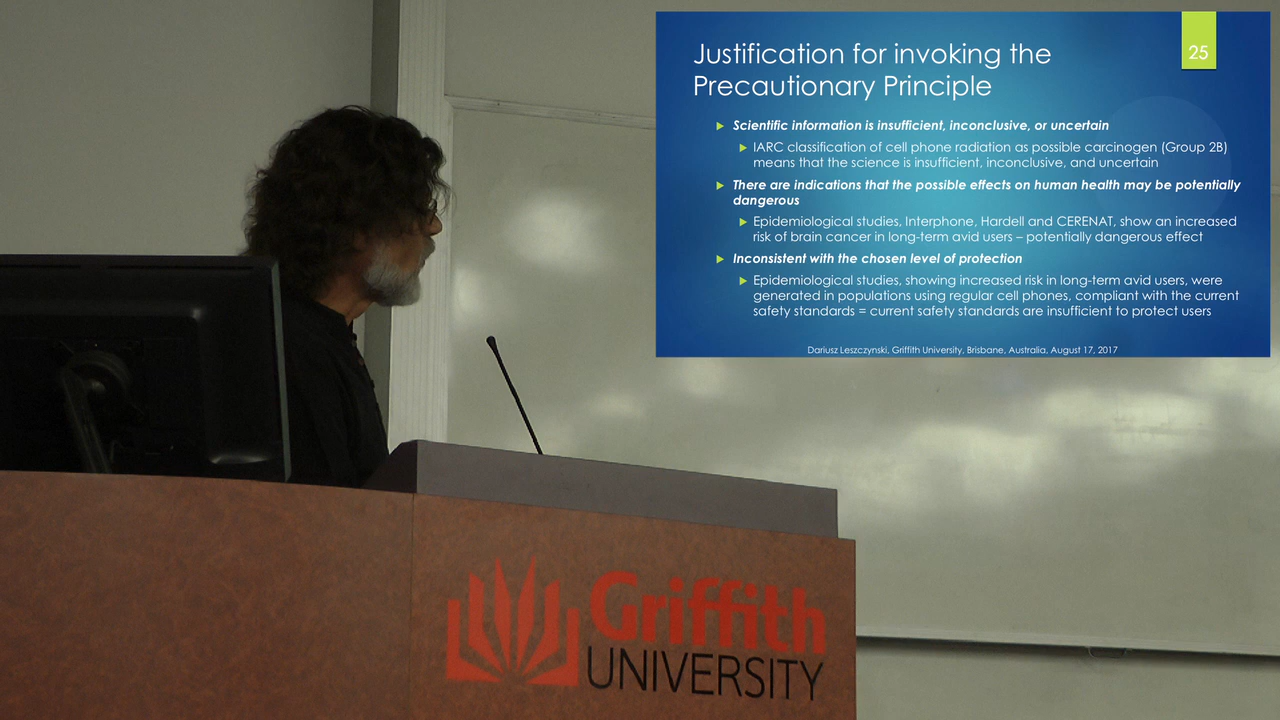 25
Justification for invoking the
Precautionary Principle
Scientific information is insufficient, inconclusive, or uncertain
IARC classification of cell phone radiation as possible carcinogen (Group 2B)
means that the science is insufficient, inconclusive, and uncertain
There are indications that the possible effects on human health may be potentially
dangerous
Epidemiological studies, Interphone, Hardell and CERENAT, show an increased
risk of brain cancer in long-term avid users – potentially dangerous effect
Inconsistent with the chosen level of protection
Epidemiological studies, showing increased risk in long-term avid users, were
generated in populations using regular cell phones, compliant with the current
safety standards = current safety standards are insufficient to protect users
Dariusz Leszczynski, Griffith University, Brisbane, Australia, August 17, 2017
Griffith
UNIVERSITY